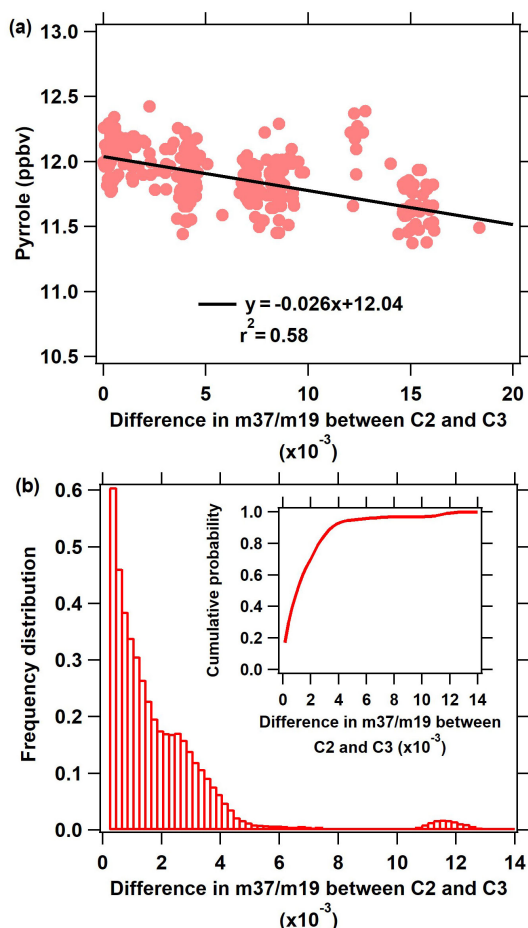 (a)
13.0
12.5
12.0
11.5
11.0
10.5
Pyrrole (ppbv)
y = -0.026x+12.04
r² = 0.58
0 5 10 15 20
Difference in m37/m19 between C2 and C3
(x10⁻³)
(b)
0.6
0.5
0.4
0.3
0.2
0.1
0.0
Frequency distribution
1.0
0.8
0.6
0.4
0.2
0.0
Cumulative probability
0 2 4 6 8 10 12 14
Difference in m37/m19 between
C2 and C3 (x10⁻³)
0 2 4 6 8 10 12 14
Difference in m37/m19 between C2 and C3
(x10⁻³)